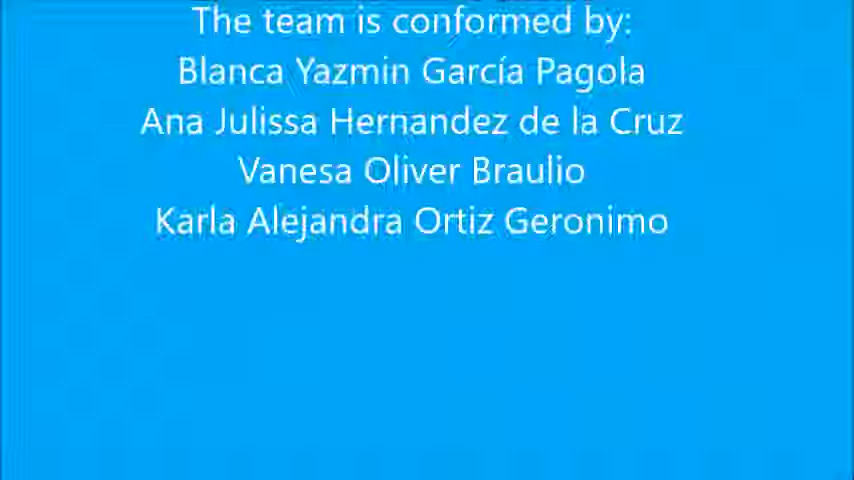 The team is conformed by:
Blanca Yazmin García Pagola
Ana Julissa Hernandez de la Cruz
Vanesa Oliver Braulio
Karla Alejandra Ortiz Geronimo